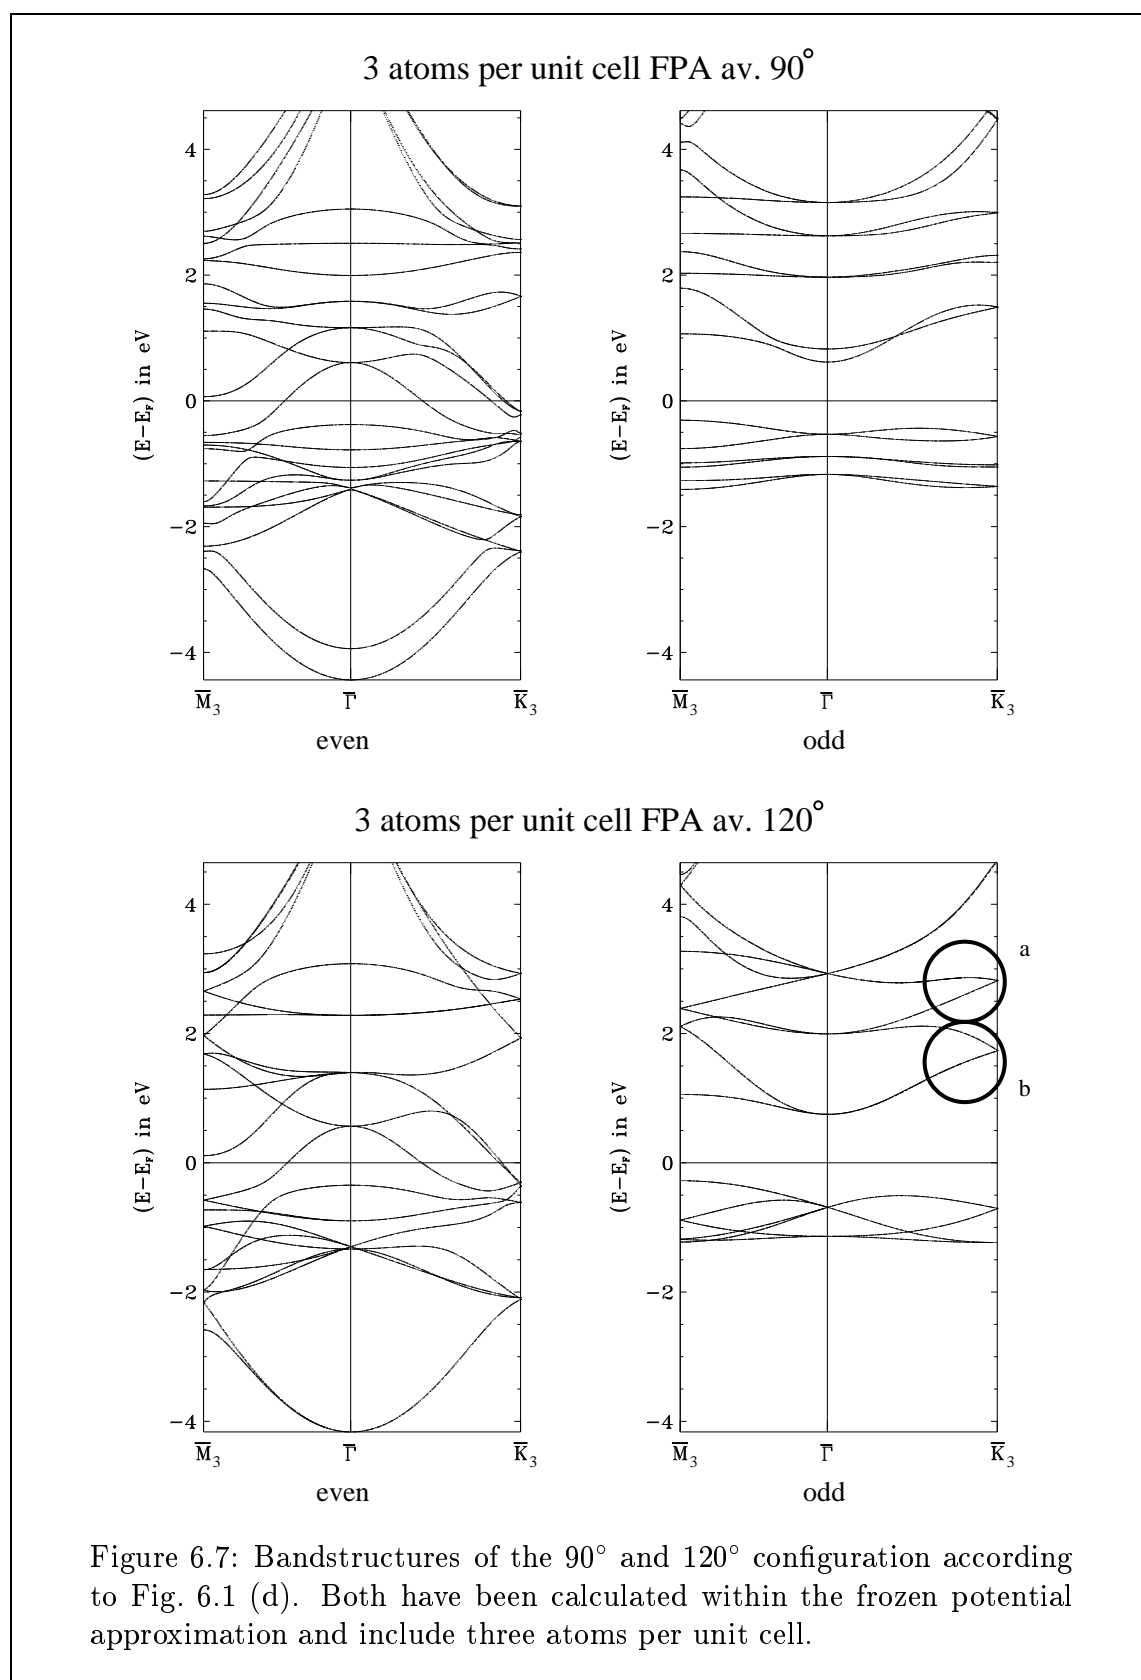 3 atoms per unit cell FPA av. 90°
4
2
0
−2
−4
(E−E_F) in eV
M̅₃ Γ̅ K̅₃
even
4
2
0
−2
−4
(E−E_F) in eV
M̅₃ Γ̅ K̅₃
odd
3 atoms per unit cell FPA av. 120°
4
2
0
−2
−4
(E−E_F) in eV
M̅₃ Γ̅ K̅₃
even
4
2
0
−2
−4
(E−E_F) in eV
M̅₃ Γ̅ K̅₃
a
b
odd
Figure 6.7: Bandstructures of the 90° and 120° configuration according
to Fig. 6.1 (d). Both have been calculated within the frozen potential
approximation and include three atoms per unit cell.